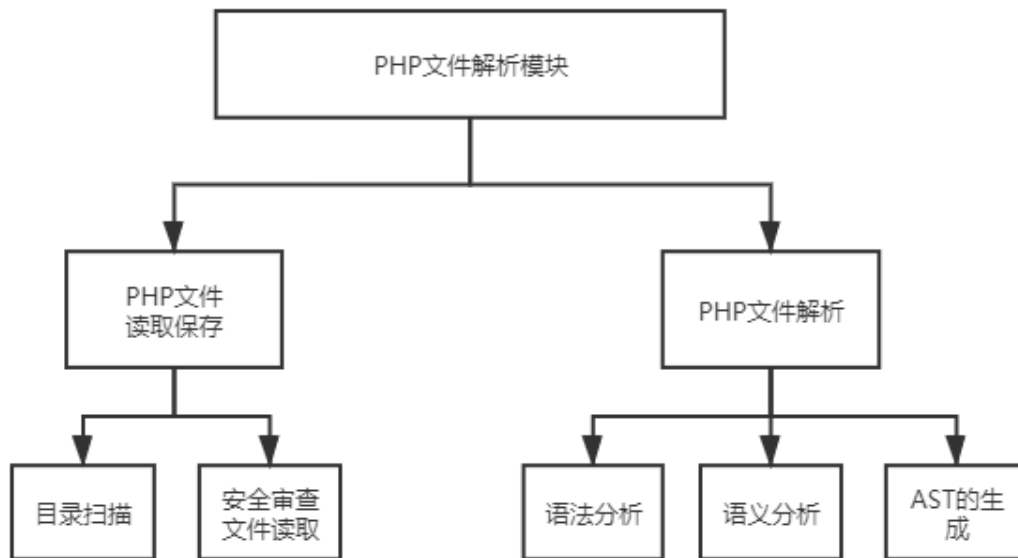 PHP文件解析模块
PHP文件
读取保存
PHP文件解析
目录扫描
安全审查
文件读取
语法分析
语义分析
AST的生
成